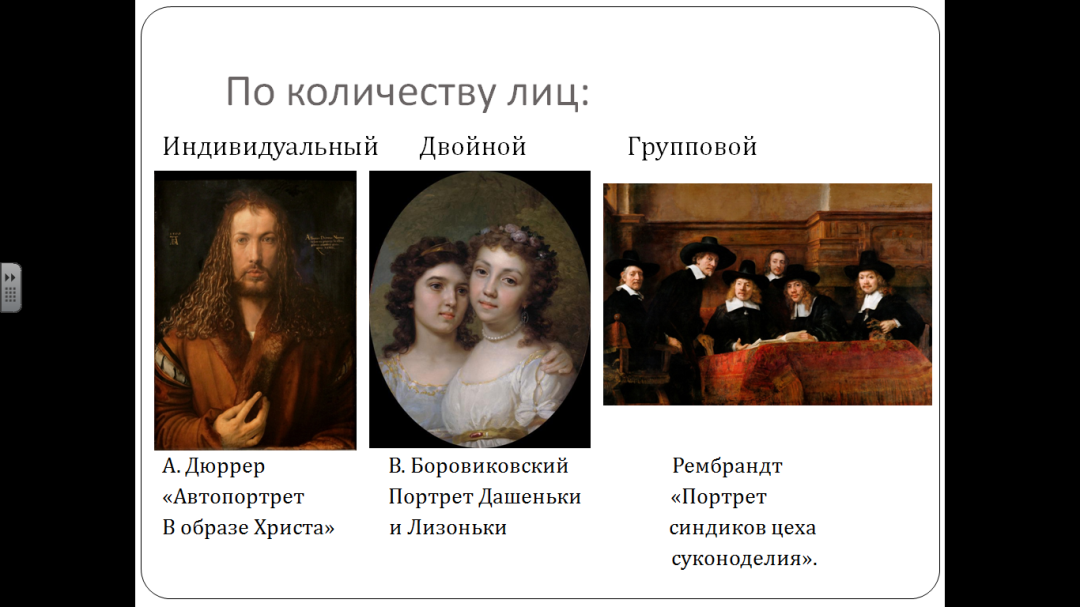 По количеству лиц:
Индивидуальный Двойной Групповой
А. Дюррер
«Автопортрет
В образе Христа»
В. Боровиковский
Портрет Дашеньки
и Лизоньки
Рембрандт
«Портрет
синдиков цеха
суконоделия».